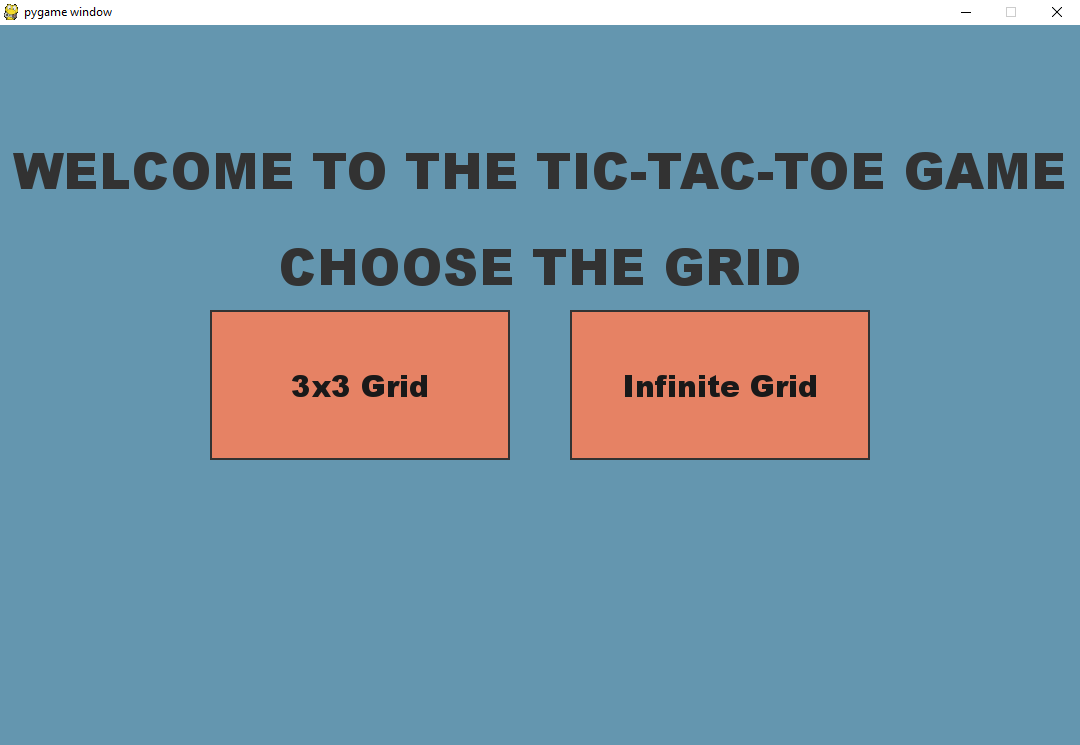 pygame window
WELCOME TO THE TIC-TAC-TOE GAME
CHOOSE THE GRID
3x3 Grid
Infinite Grid